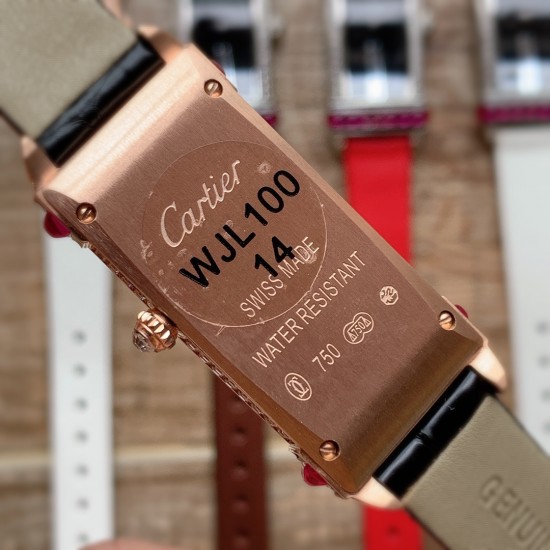 Cartier
WJL100
14
SWISS MADE
WATER RESISTANT
750
GENUI